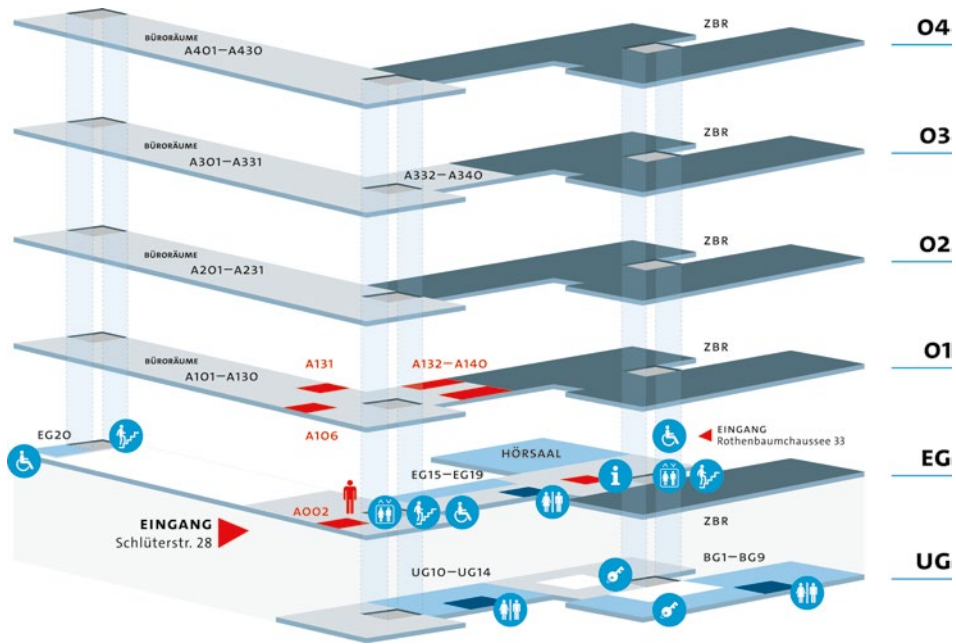 ZBR
O4
BÜRORÄUME
A401–A430
ZBR
O3
BÜRORÄUME
A301–A331
A332–A340
ZBR
O2
BÜRORÄUME
A201–A231
ZBR
O1
BÜRORÄUME
A101–A130
A131
A132–A140
A106
EG20
EINGANG
Rothenbaumchaussee 33
HÖRSAAL
EG
EG15–EG19
i
A002
EINGANG
Schlüterstr. 28
ZBR
UG
UG10–UG14
BG1–BG9